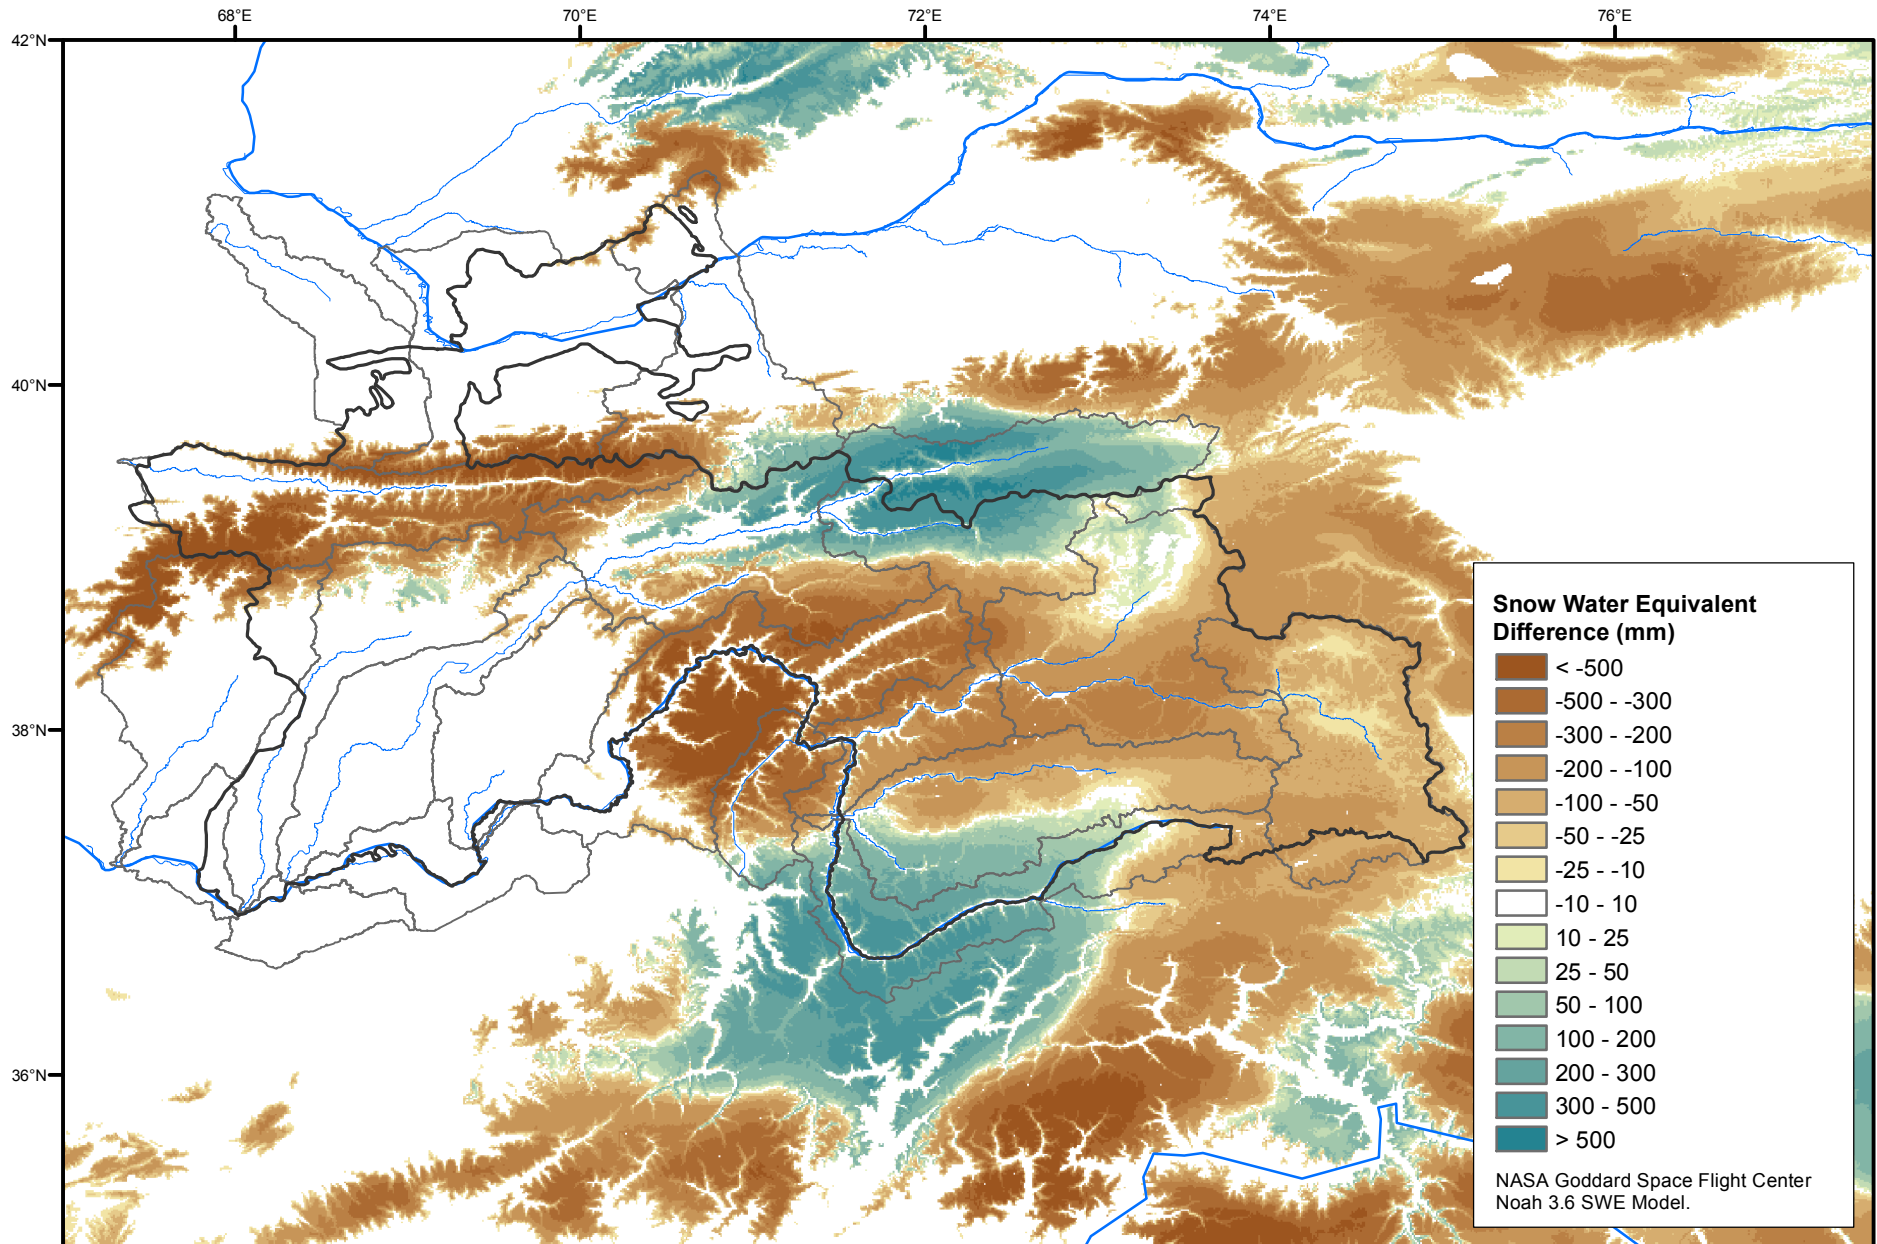 68°E
70°E
72°E
74°E
76°E
42°N
40°N
38°N
36°N
Snow Water Equivalent
Difference (mm)
< -500
-500 - -300
-300 - -200
-200 - -100
-100 - -50
-50 - -25
-25 - -10
-10 - 10
10 - 25
25 - 50
50 - 100
100 - 200
200 - 300
300 - 500
> 500
NASA Goddard Space Flight Center
Noah 3.6 SWE Model.